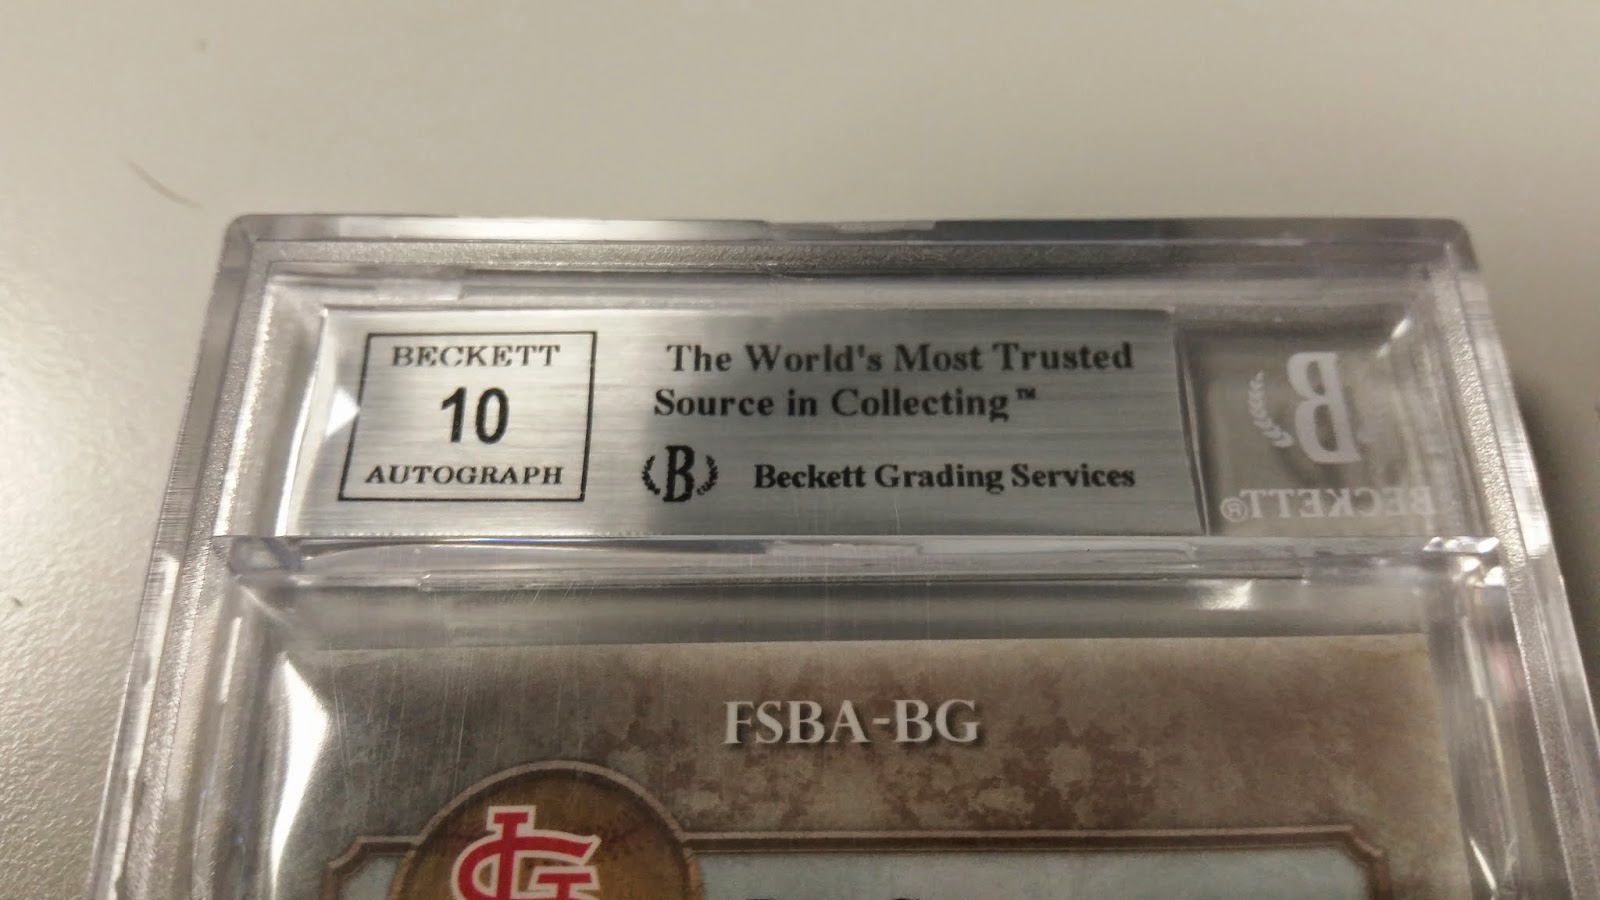 BECKETT
10
AUTOGRAPH
The World's Most Trusted
Source in Collecting™
B
Beckett Grading Services
B
BECKETT®
FSBA-BG